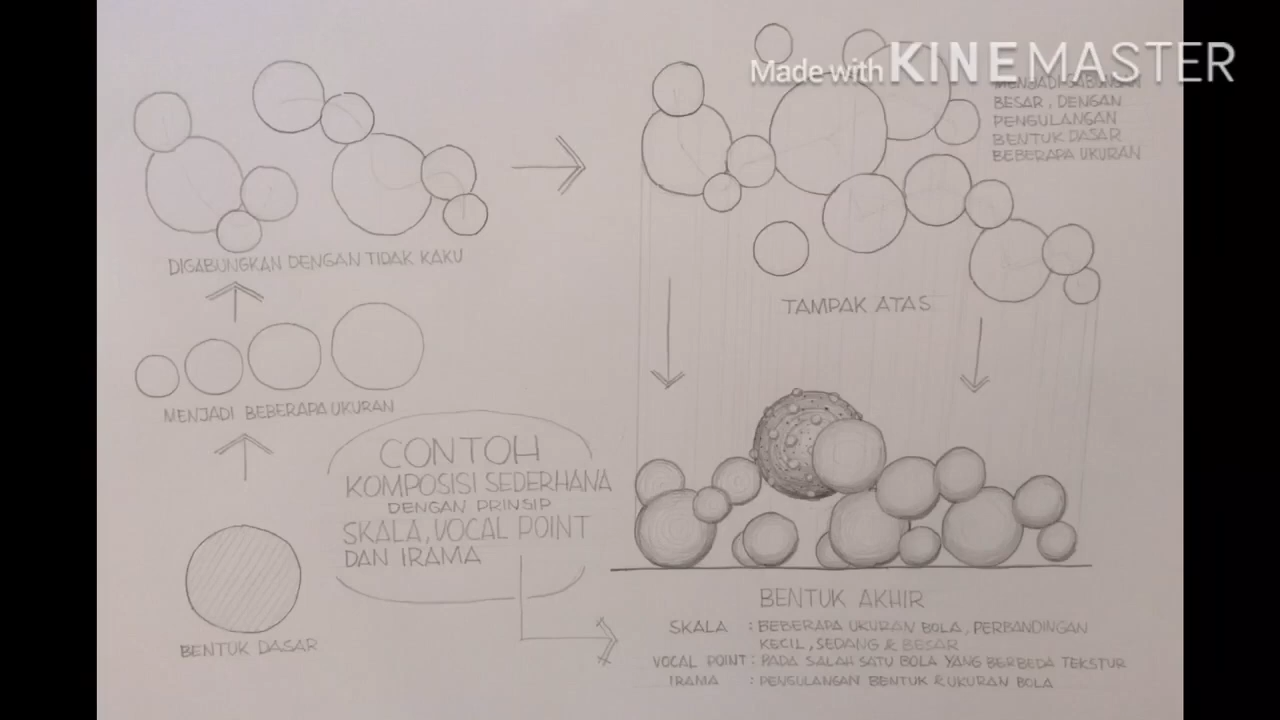 Made with KINEMASTER
MENJADI GABUNGAN
BESAR, DENGAN
PENGULANGAN
BENTUK DASAR
BEBERAPA UKURAN
DIGABUNGKAN DENGAN TIDAK KAKU
TAMPAK ATAS
MENJADI BEBERAPA UKURAN
CONTOH
KOMPOSISI SEDERHANA
DENGAN PRINSIP
SKALA, VOCAL POINT
DAN IRAMA
BENTUK DASAR
BENTUK AKHIR
SKALA : BEBERAPA UKURAN BOLA, PERBANDINGAN
KECIL, SEDANG & BESAR
VOCAL POINT : PADA SALAH SATU BOLA YANG BERBEDA TEKSTUR
IRAMA : PENGULANGAN BENTUK & UKURAN BOLA